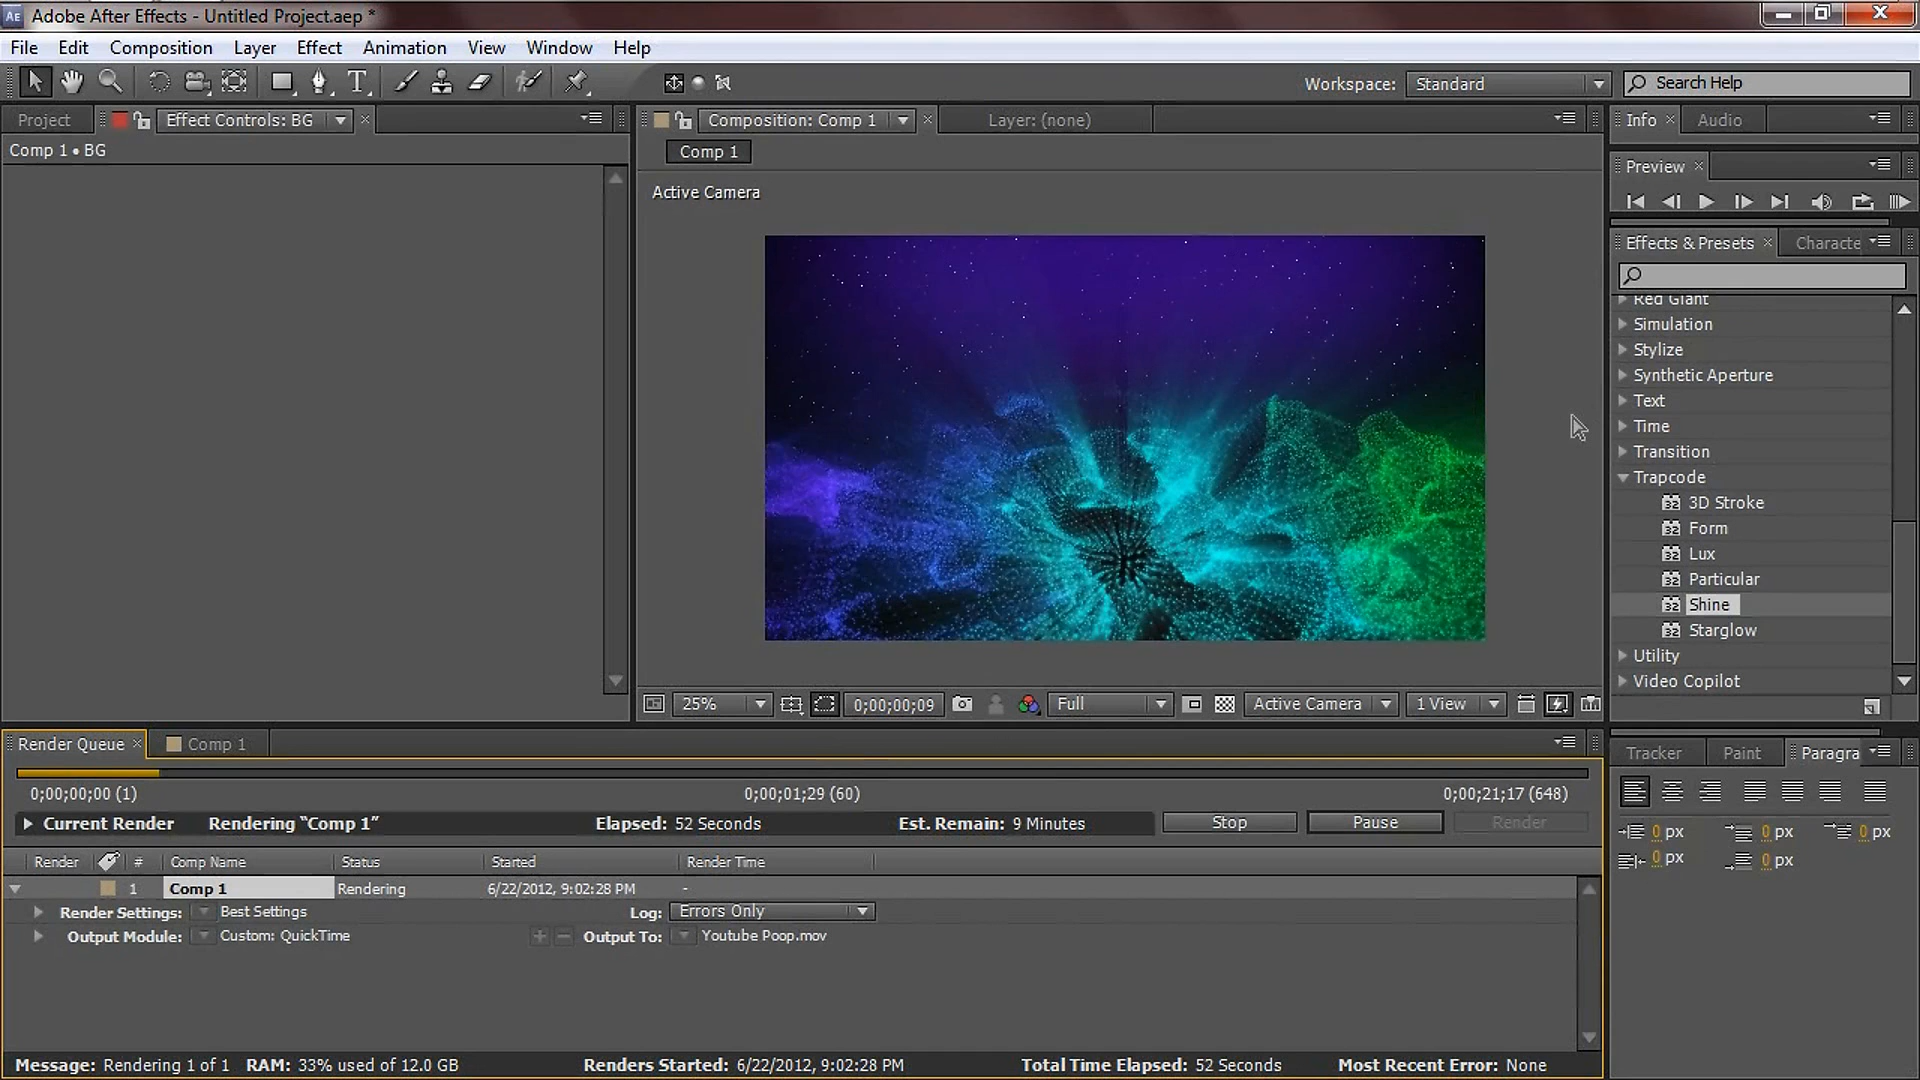 Adobe After Effects - Untitled Project.aep *
File Edit Composition Layer Effect Animation View Window Help
Workspace: Standard Search Help
Project Effect Controls: BG Composition: Comp 1 Layer: (none) Info Audio
Comp 1 • BG
Comp 1
Preview
Active Camera
Effects & Presets Characte
Red Giant
Simulation
Stylize
Synthetic Aperture
Text
Time
Transition
Trapcode
32 3D Stroke
32 Form
32 Lux
32 Particular
32 Shine
32 Starglow
Utility
Video Copilot
25% 0;00;00;09 Full Active Camera 1 View
Render Queue Comp 1
Tracker Paint Paragra
0;00;00;00 (1) 0;00;01;29 (60) 0;00;21;17 (648)
Current Render Rendering “Comp 1” Elapsed: 52 Seconds Est. Remain: 9 Minutes Stop Pause Render
0 px 0 px 0 px
0 px 0 px
Render # Comp Name Status Started Render Time
1 Comp 1 Rendering 6/22/2012, 9:02:28 PM -
Render Settings: Best Settings Log: Errors Only
Output Module: Custom: QuickTime Output To: Youtube Poop.mov
Message: Rendering 1 of 1 RAM: 33% used of 12.0 GB Renders Started: 6/22/2012, 9:02:28 PM Total Time Elapsed: 52 Seconds Most Recent Error: None